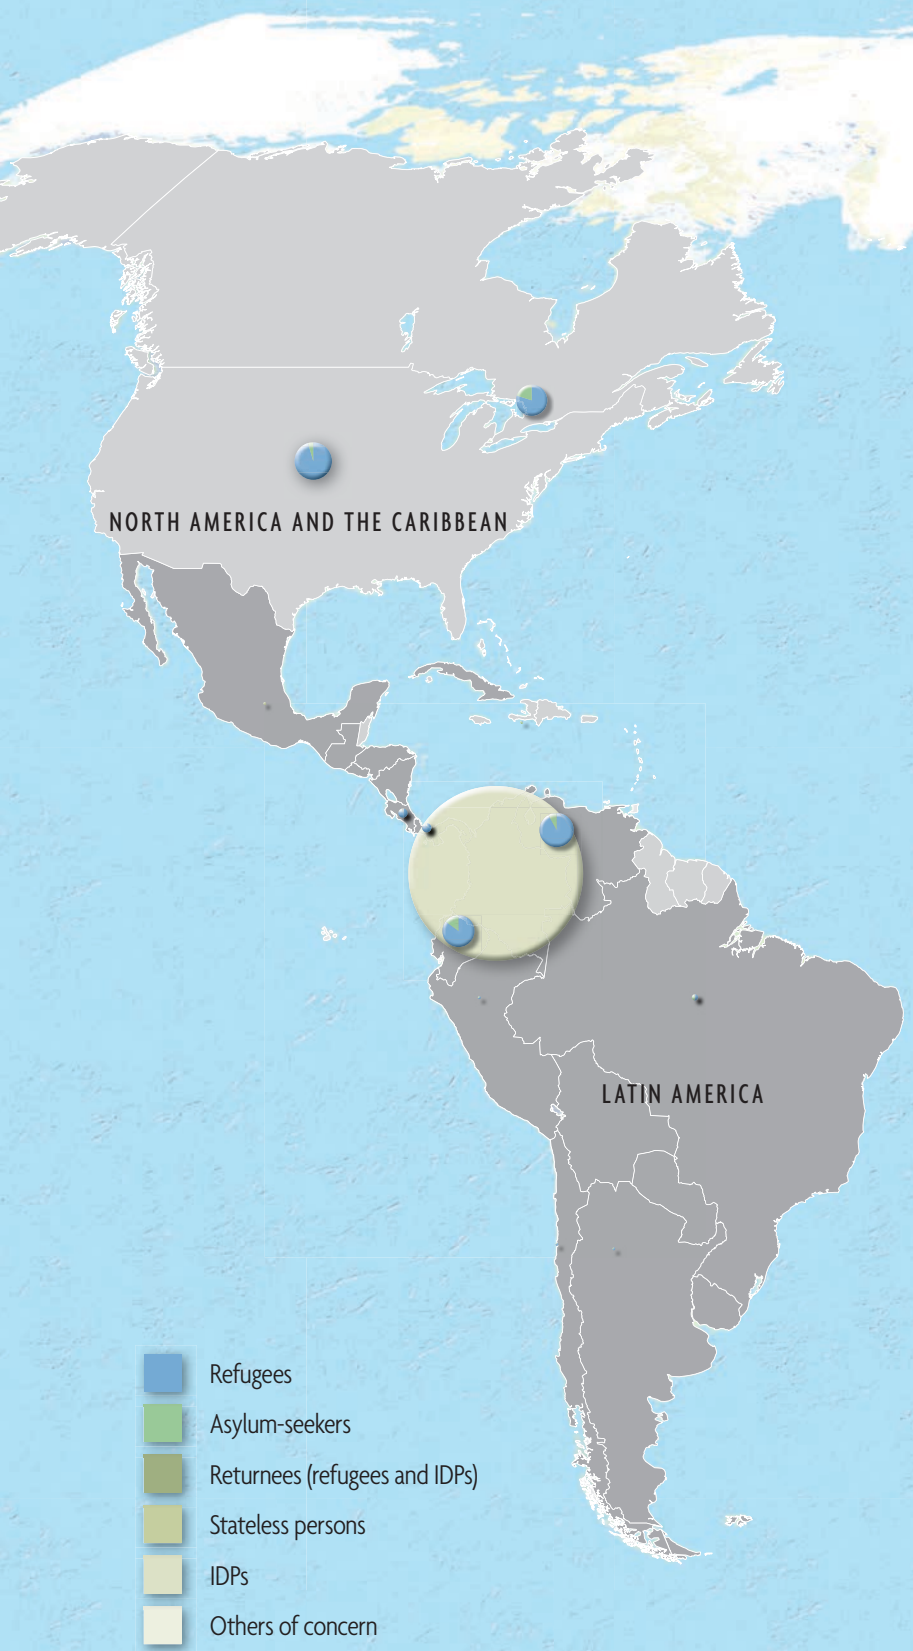 NORTH AMERICA AND THE CARIBBEAN
LATIN AMERICA
Refugees
Asylum-seekers
Returnees (refugees and IDPs)
Stateless persons
IDPs
Others of concern